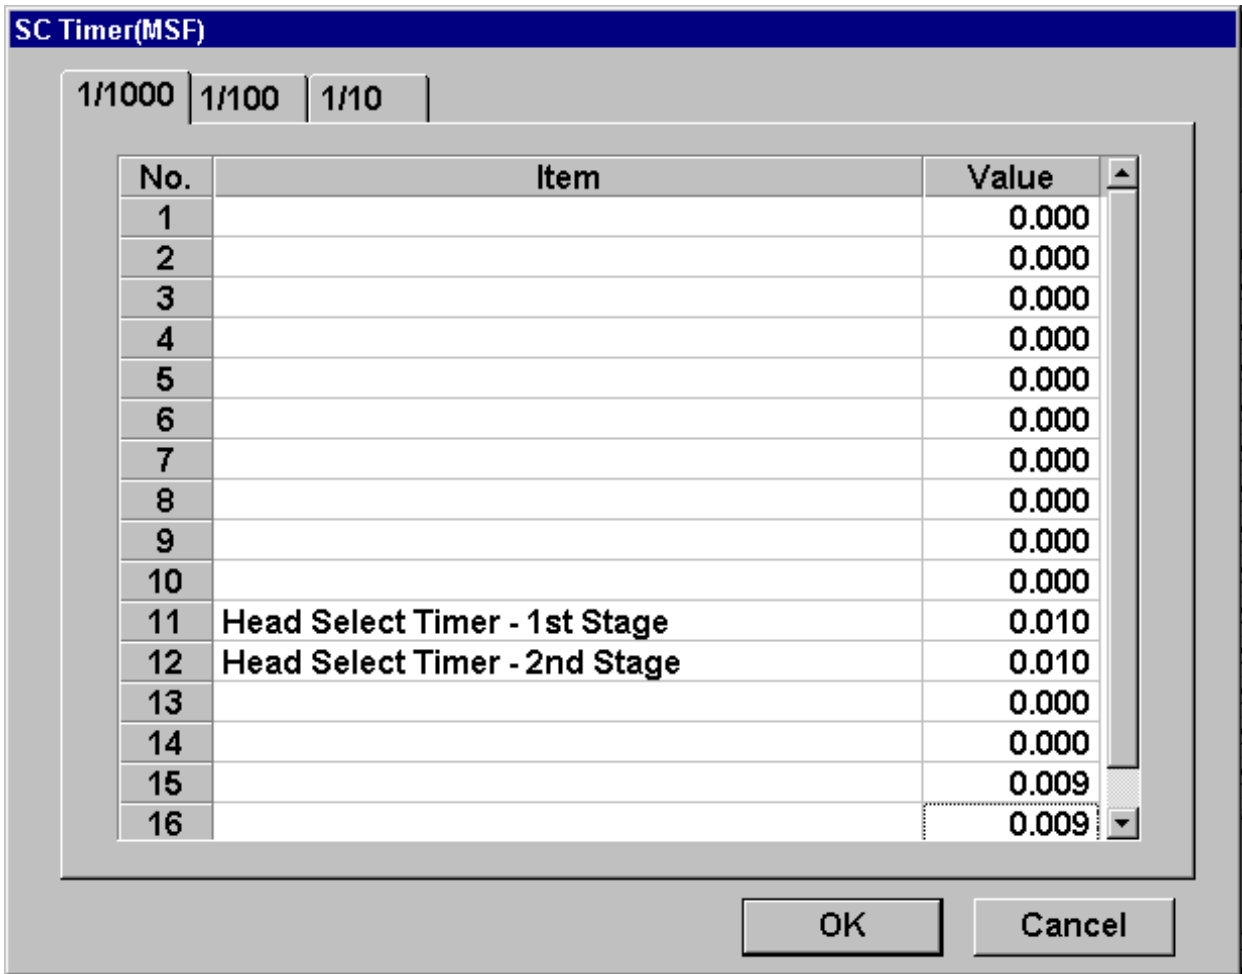 SC Timer(MSF)
1/1000 1/100 1/10
No. Item Value
1 0.000
2 0.000
3 0.000
4 0.000
5 0.000
6 0.000
7 0.000
8 0.000
9 0.000
10 0.000
11 Head Select Timer - 1st Stage 0.010
12 Head Select Timer - 2nd Stage 0.010
13 0.000
14 0.000
15 0.009
16 0.009
OK Cancel